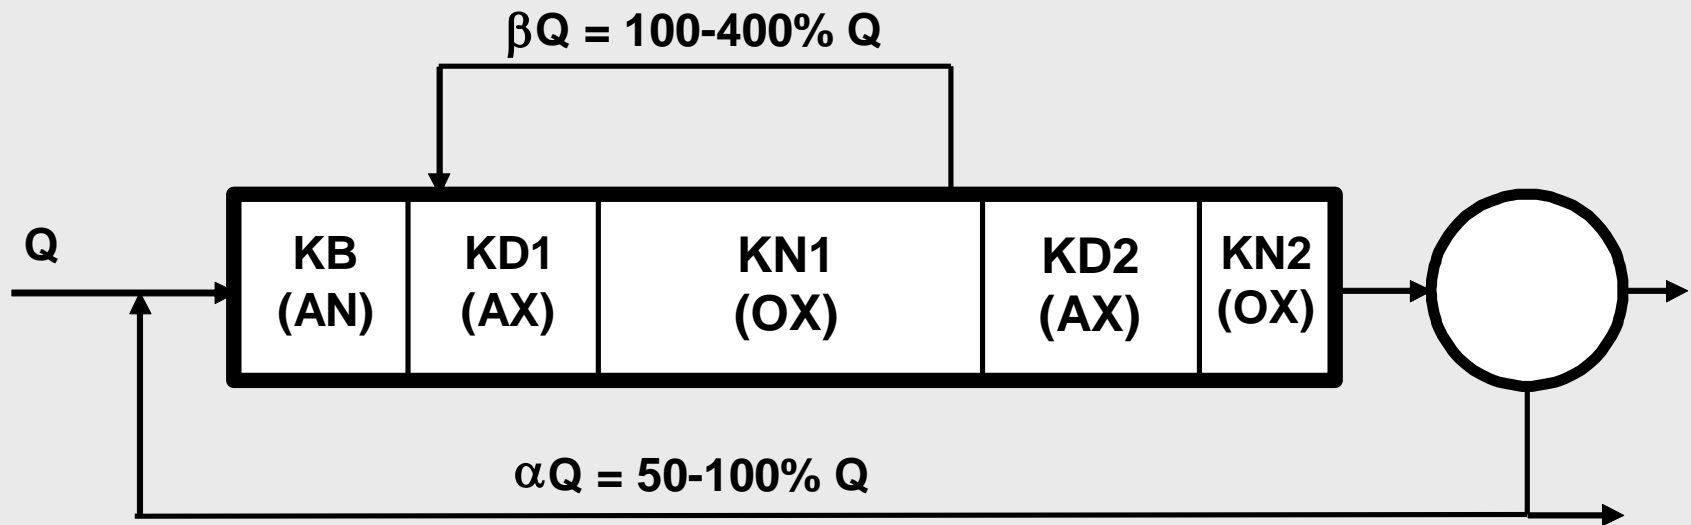 βQ = 100-400% Q
Q
KB
(AN)
KD1
(AX)
KN1
(OX)
KD2
(AX)
KN2
(OX)
αQ = 50-100% Q